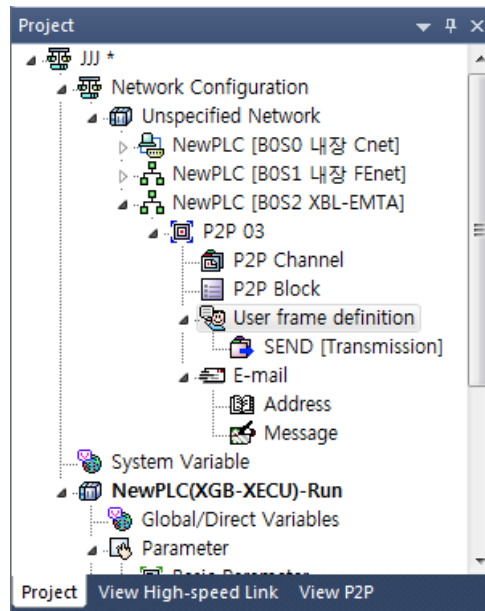 Project
JJJ *
Network Configuration
Unspecified Network
NewPLC [B0S0 내장 Cnet]
NewPLC [B0S1 내장 FEnet]
NewPLC [B0S2 XBL-EMTA]
P2P 03
P2P Channel
P2P Block
User frame definition
SEND [Transmission]
E-mail
Address
Message
System Variable
NewPLC(XGB-XECU)-Run
Global/Direct Variables
Parameter
Basic Parameter
Project View High-speed Link View P2P